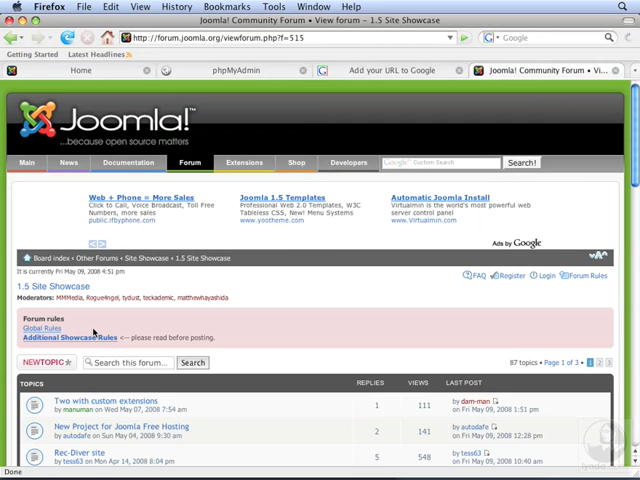 Firefox File Edit View History Bookmarks Tools Window Help
Joomla! Community Forum • View forum - 1.5 Site Showcase
http://forum.joomla.org/viewforum.php?f=515
Google
Getting Started Latest Headlines
Home phpMyAdmin Add your URL to Google Joomla! Community Forum • Vi...
Joomla!™
...because open source matters
Main News Documentation Forum Extensions Shop Developers Google™ Custom Search Search!
Web + Phone = More Sales
Click to Call, Voice Broadcast, Toll Free Numbers, more sales
public.ifbyphone.com
Joomla 1.5 Templates
Professional Web 2.0 Templates, W3C
Tableless CSS, New! Menu Systems
www.yootheme.com
Automatic Joomla Install
Virtualmin is the world's most powerful web
server control panel
www.Virtualmin.com
Ads by Google
Board index ‹ Other Forums ‹ Site Showcase ‹ 1.5 Site Showcase
It is currently Fri May 09, 2008 4:51 pm
FAQ Register Login Forum Rules
1.5 Site Showcase
Moderators: MMMedia, Rogue4ngel, tydust, teckademic, matthewhayashida
Forum rules
Global Rules
Additional Showcase Rules <-- please read before posting.
NEWTOPIC Search this forum... Search 87 topics • Page 1 of 3 • 1 2 3
TOPICS REPLIES VIEWS LAST POST
Two with custom extensions
by manuman on Wed May 07, 2008 7:54 am
1 111
by dam-man
on Fri May 09, 2008 1:51 pm
New Project for Joomla Free Hosting
by autodafe on Sun May 04, 2008 9:30 am
2 141
by autodafe
on Fri May 09, 2008 12:28 pm
Rec-Diver site
by tess63 on Mon Apr 14, 2008 8:04 pm
5 548
by tess63
on Fri May 09, 2008 10:40 am
Done
lynda.com